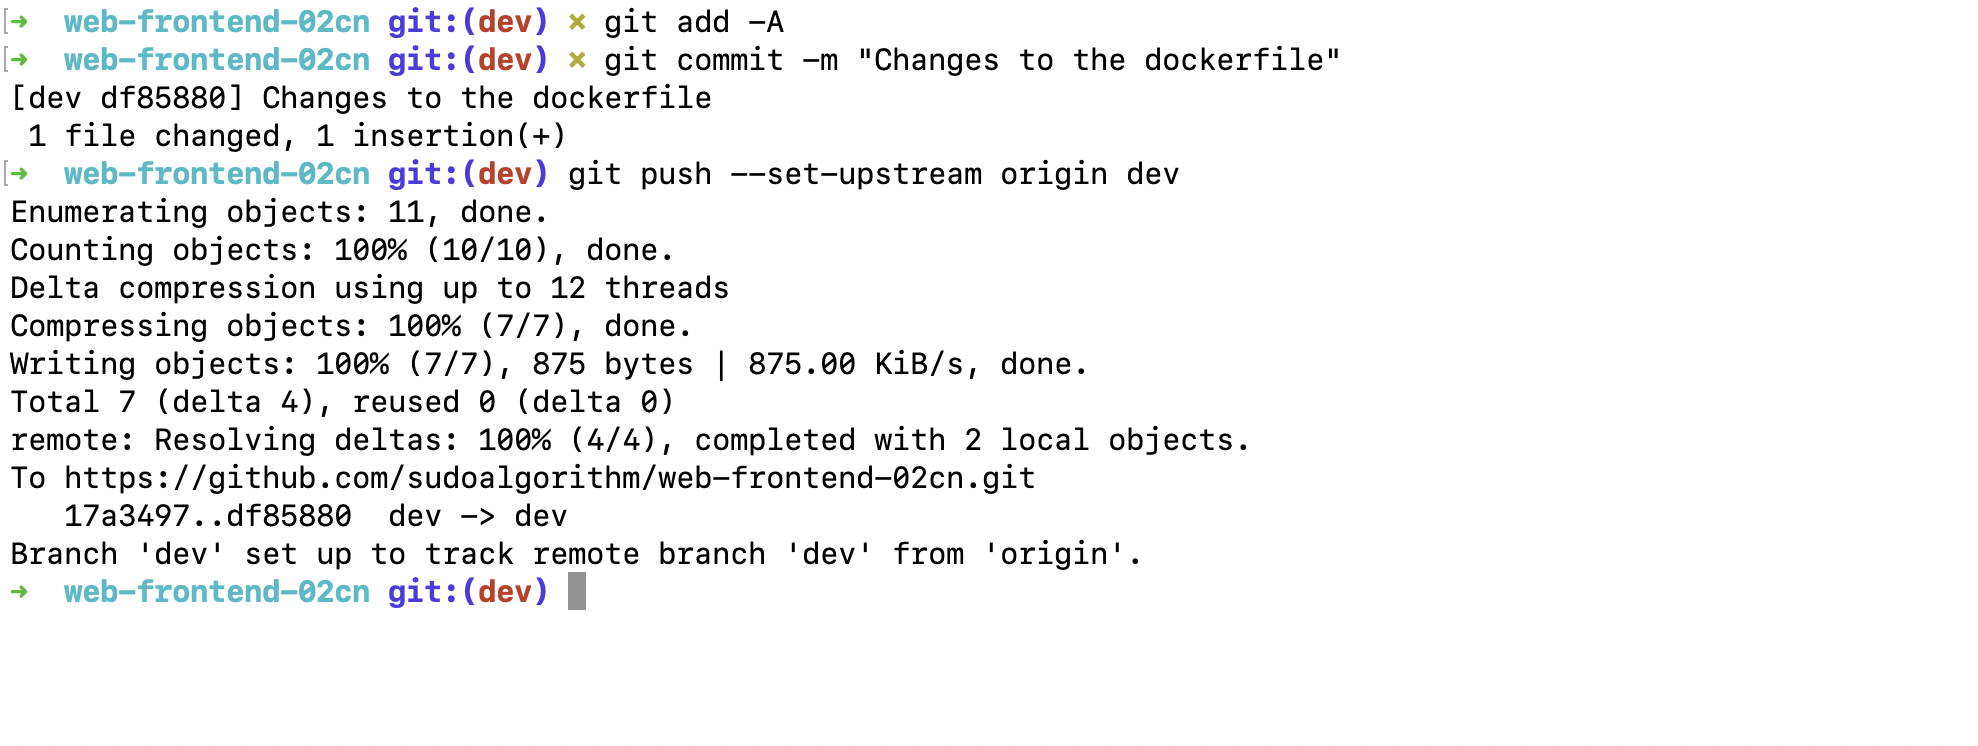 ➜  web-frontend-02cn git:(dev) ✗ git add -A
➜  web-frontend-02cn git:(dev) ✗ git commit -m "Changes to the dockerfile"
[dev df85880] Changes to the dockerfile
 1 file changed, 1 insertion(+)
➜  web-frontend-02cn git:(dev) git push --set-upstream origin dev
Enumerating objects: 11, done.
Counting objects: 100% (10/10), done.
Delta compression using up to 12 threads
Compressing objects: 100% (7/7), done.
Writing objects: 100% (7/7), 875 bytes | 875.00 KiB/s, done.
Total 7 (delta 4), reused 0 (delta 0)
remote: Resolving deltas: 100% (4/4), completed with 2 local objects.
To https://github.com/sudoalgorithm/web-frontend-02cn.git
   17a3497..df85880  dev -> dev
Branch 'dev' set up to track remote branch 'dev' from 'origin'.
➜  web-frontend-02cn git:(dev)